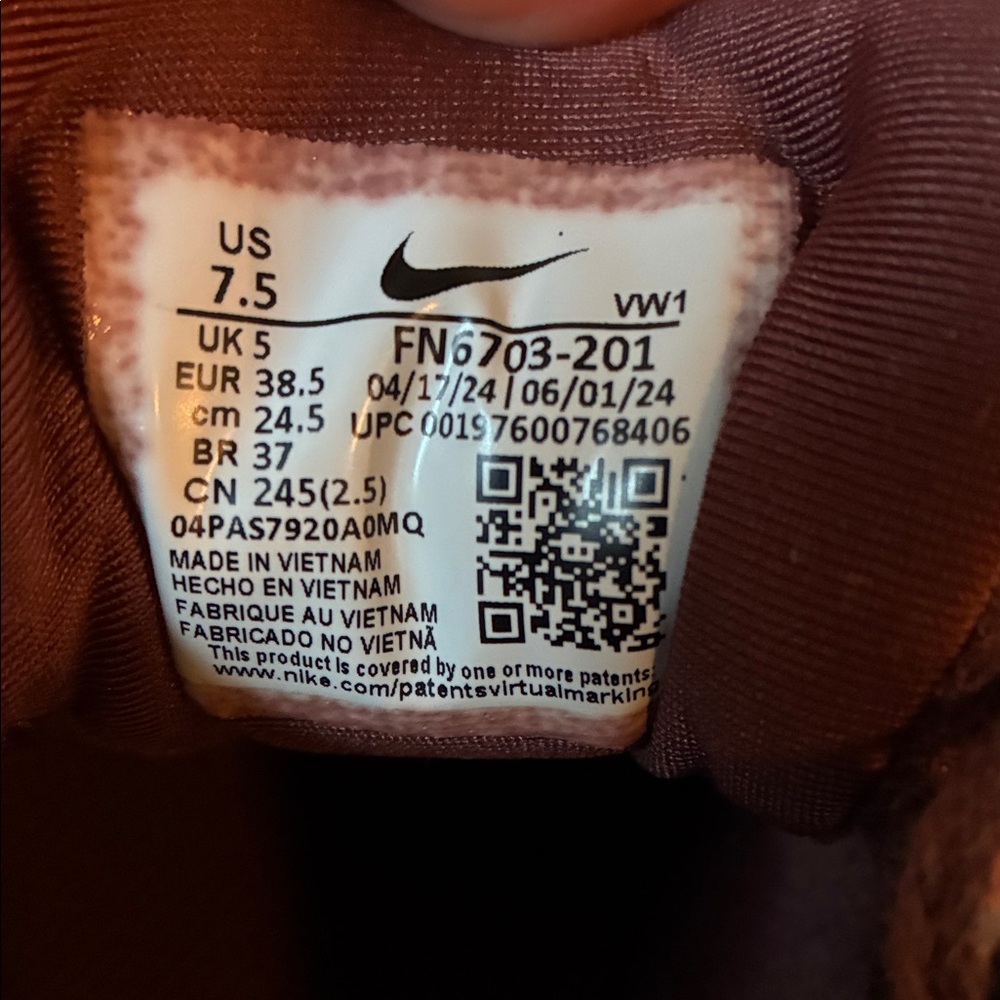 US
7.5
VW1
UK 5
FN6703-201
EUR 38.5
04/17/24 | 06/01/24
cm 24.5
UPC 00197600768406
BR 37
CN 245(2.5)
04PAS7920A0MQ
MADE IN VIETNAM
HECHO EN VIETNAM
FABRIQUE AU VIETNAM
FABRICADO NO VIETNÃ
This product is covered by one or more patents:
www.nike.com/patentsvirtualmarking